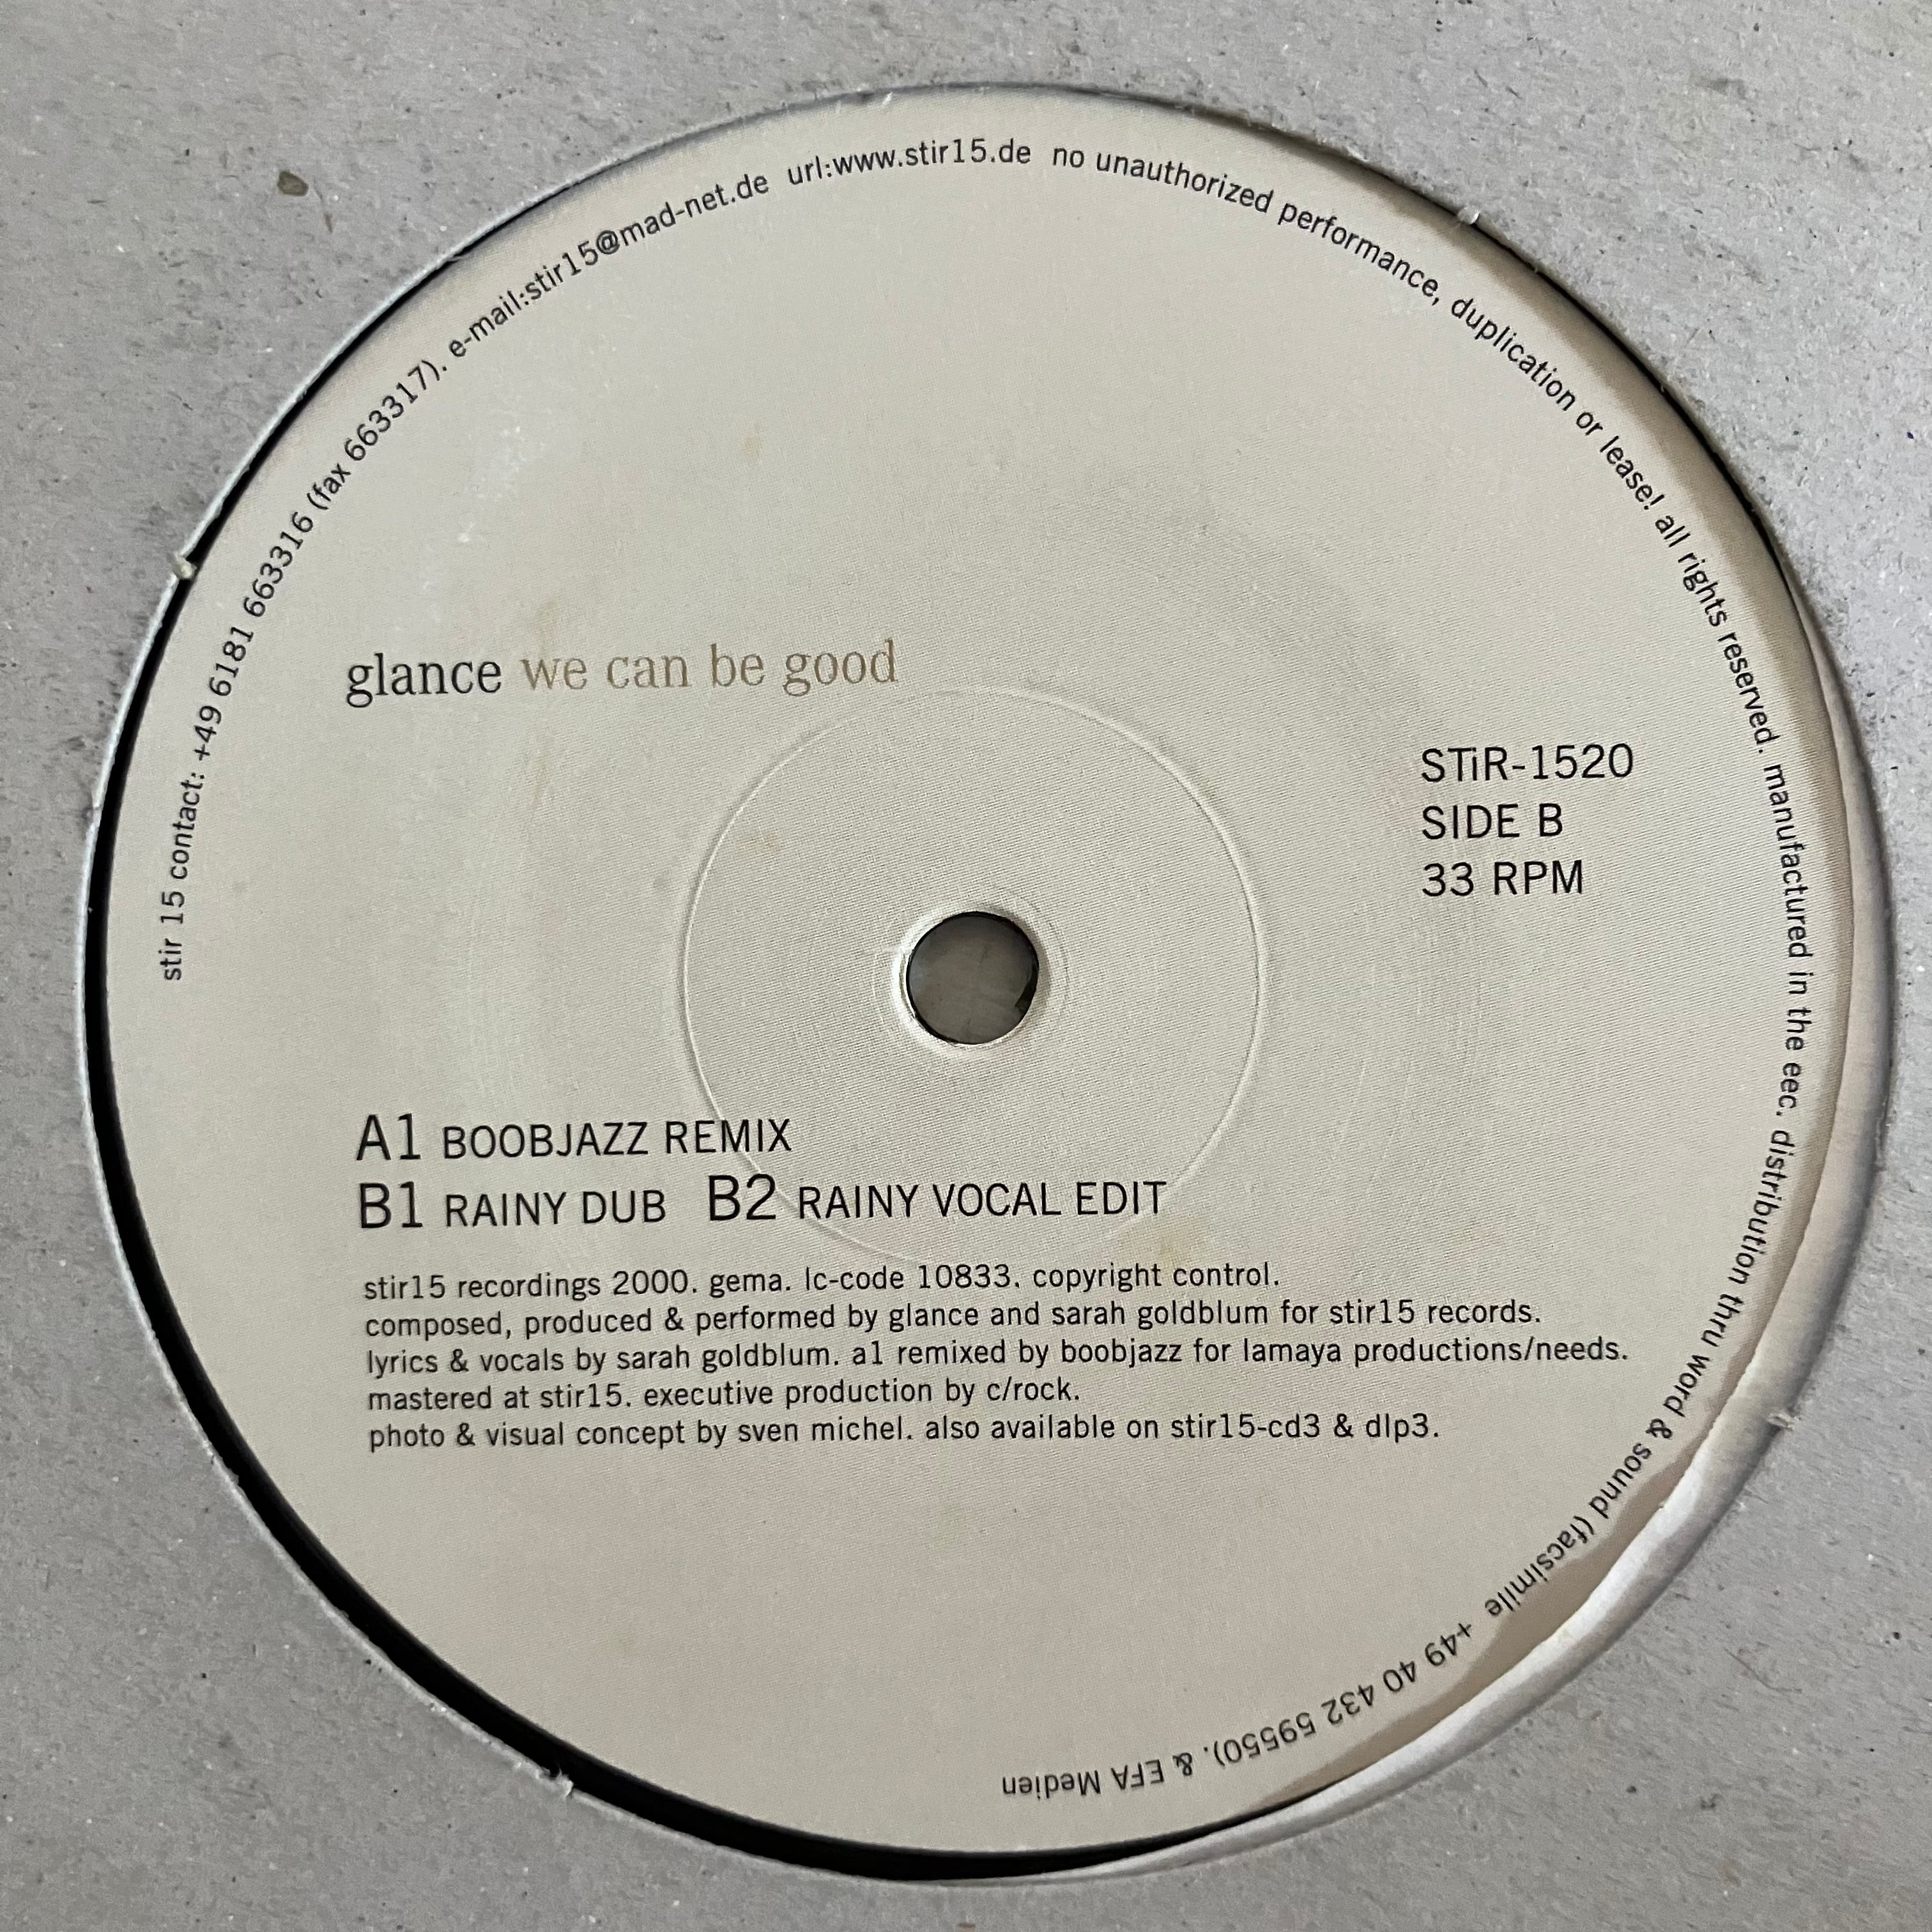 stir 15 contact: +49 6181 663316 (fax 663317). e-mail:stir15@mad-net.de url:www.stir15.de no unauthorized performance, duplication or lease! all rights reserved. manufactured in the eec. distribution thru word & sound (facsimile +49 40 432 59550). & EFA Medien
glance we can be good
STiR-1520
SIDE B
33 RPM
A1 BOOBJAZZ REMIX
B1 RAINY DUB B2 RAINY VOCAL EDIT
stir15 recordings 2000. gema. lc-code 10833. copyright control.
composed, produced & performed by glance and sarah goldblum for stir15 records.
lyrics & vocals by sarah goldblum. a1 remixed by boobjazz for lamaya productions/needs.
mastered at stir15. executive production by c/rock.
photo & visual concept by sven michel. also available on stir15-cd3 & dlp3.